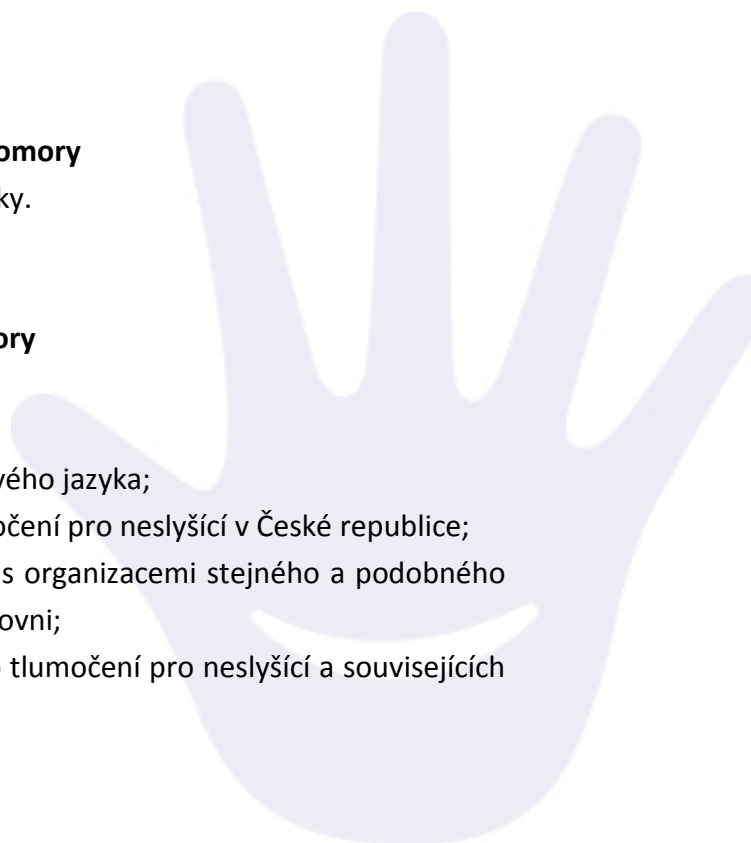 omory
ky.
ory
vého jazyka;
očení pro neslyšící v České republice;
s organizacemi stejného a podobného
ovni;
tlumočení pro neslyšící a souvisejících